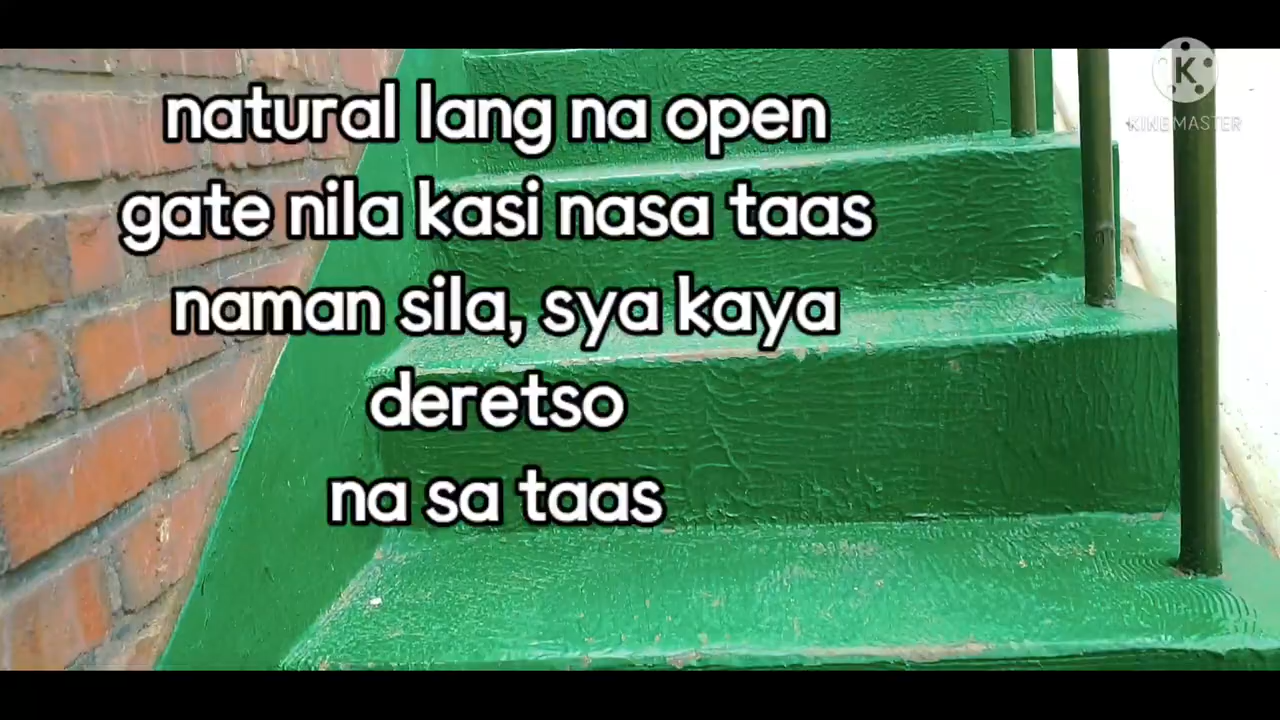 natural lang na open
gate nila kasi nasa taas
naman sila, sya kaya
deretso
na sa taas
K
KINEMASTER